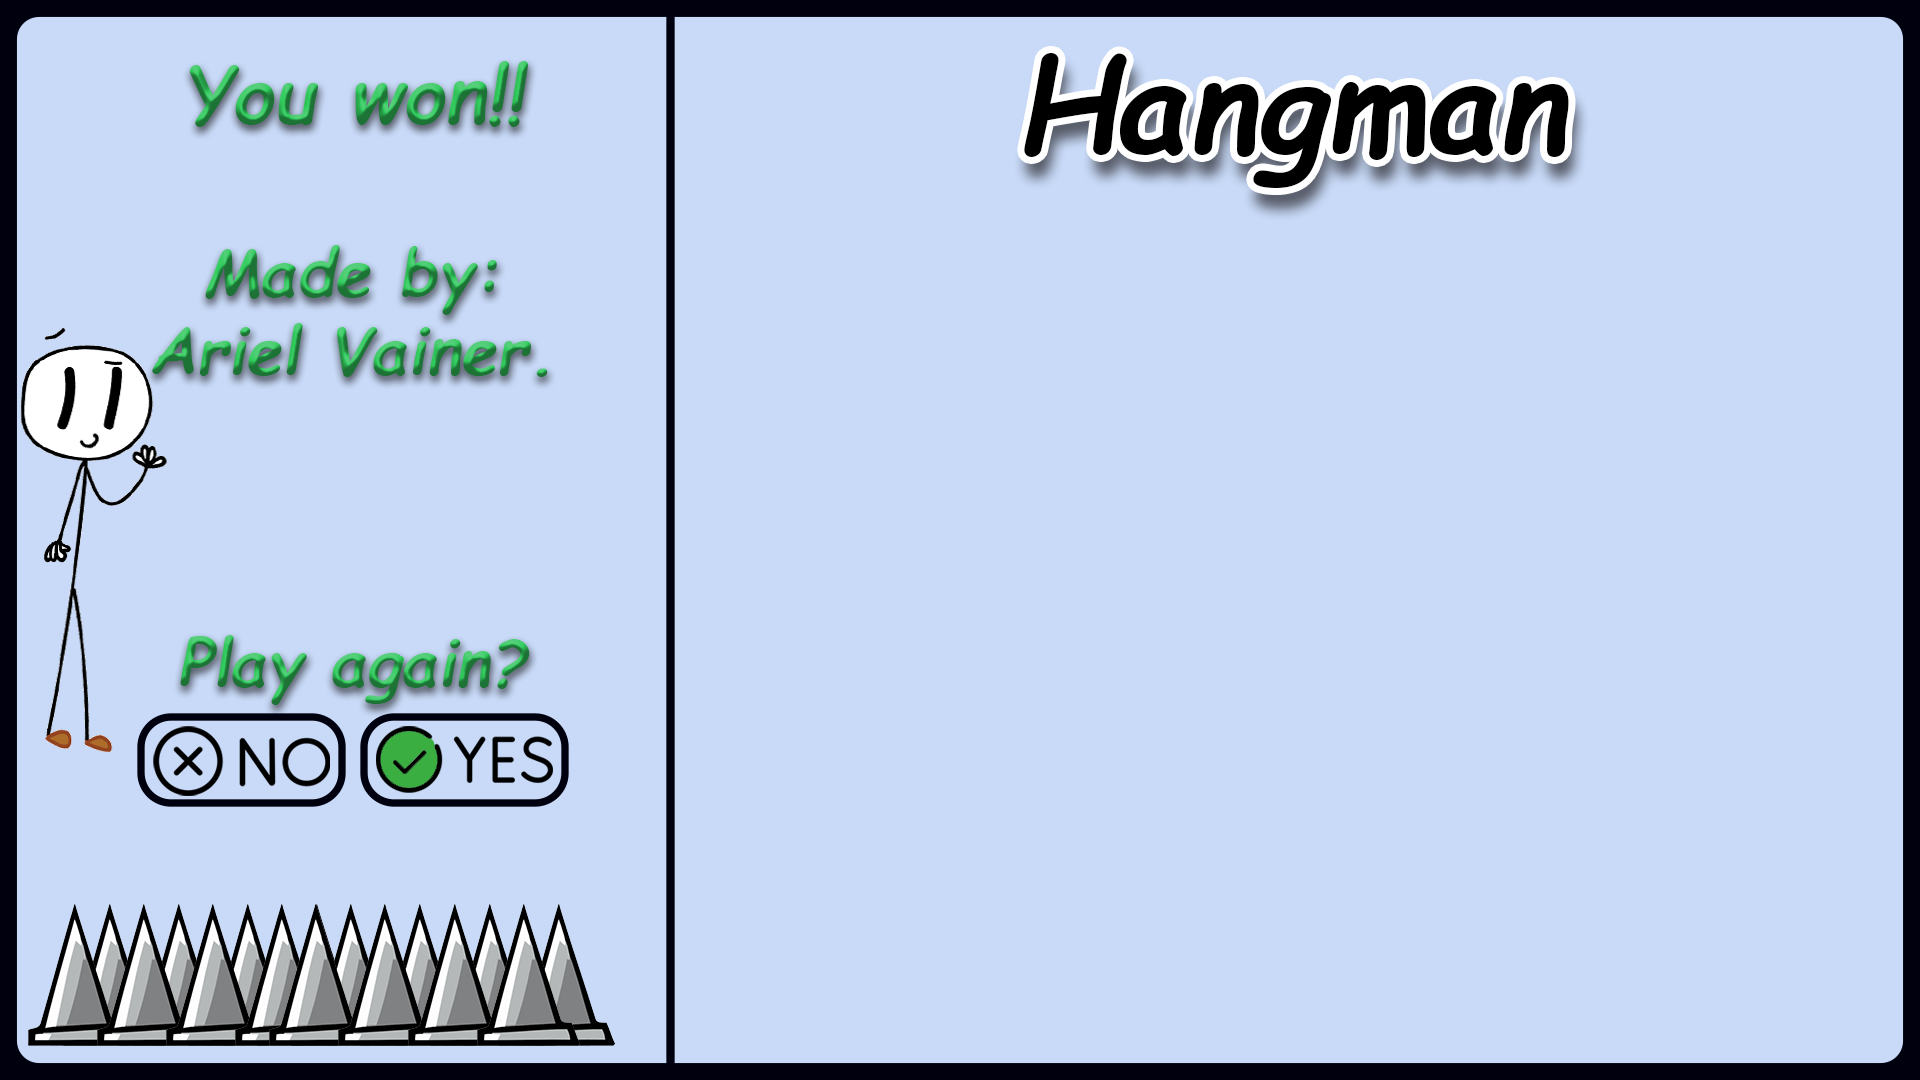 You won!!
Made by:
Ariel Vainer.
Play again?
NO
YES
Hangman